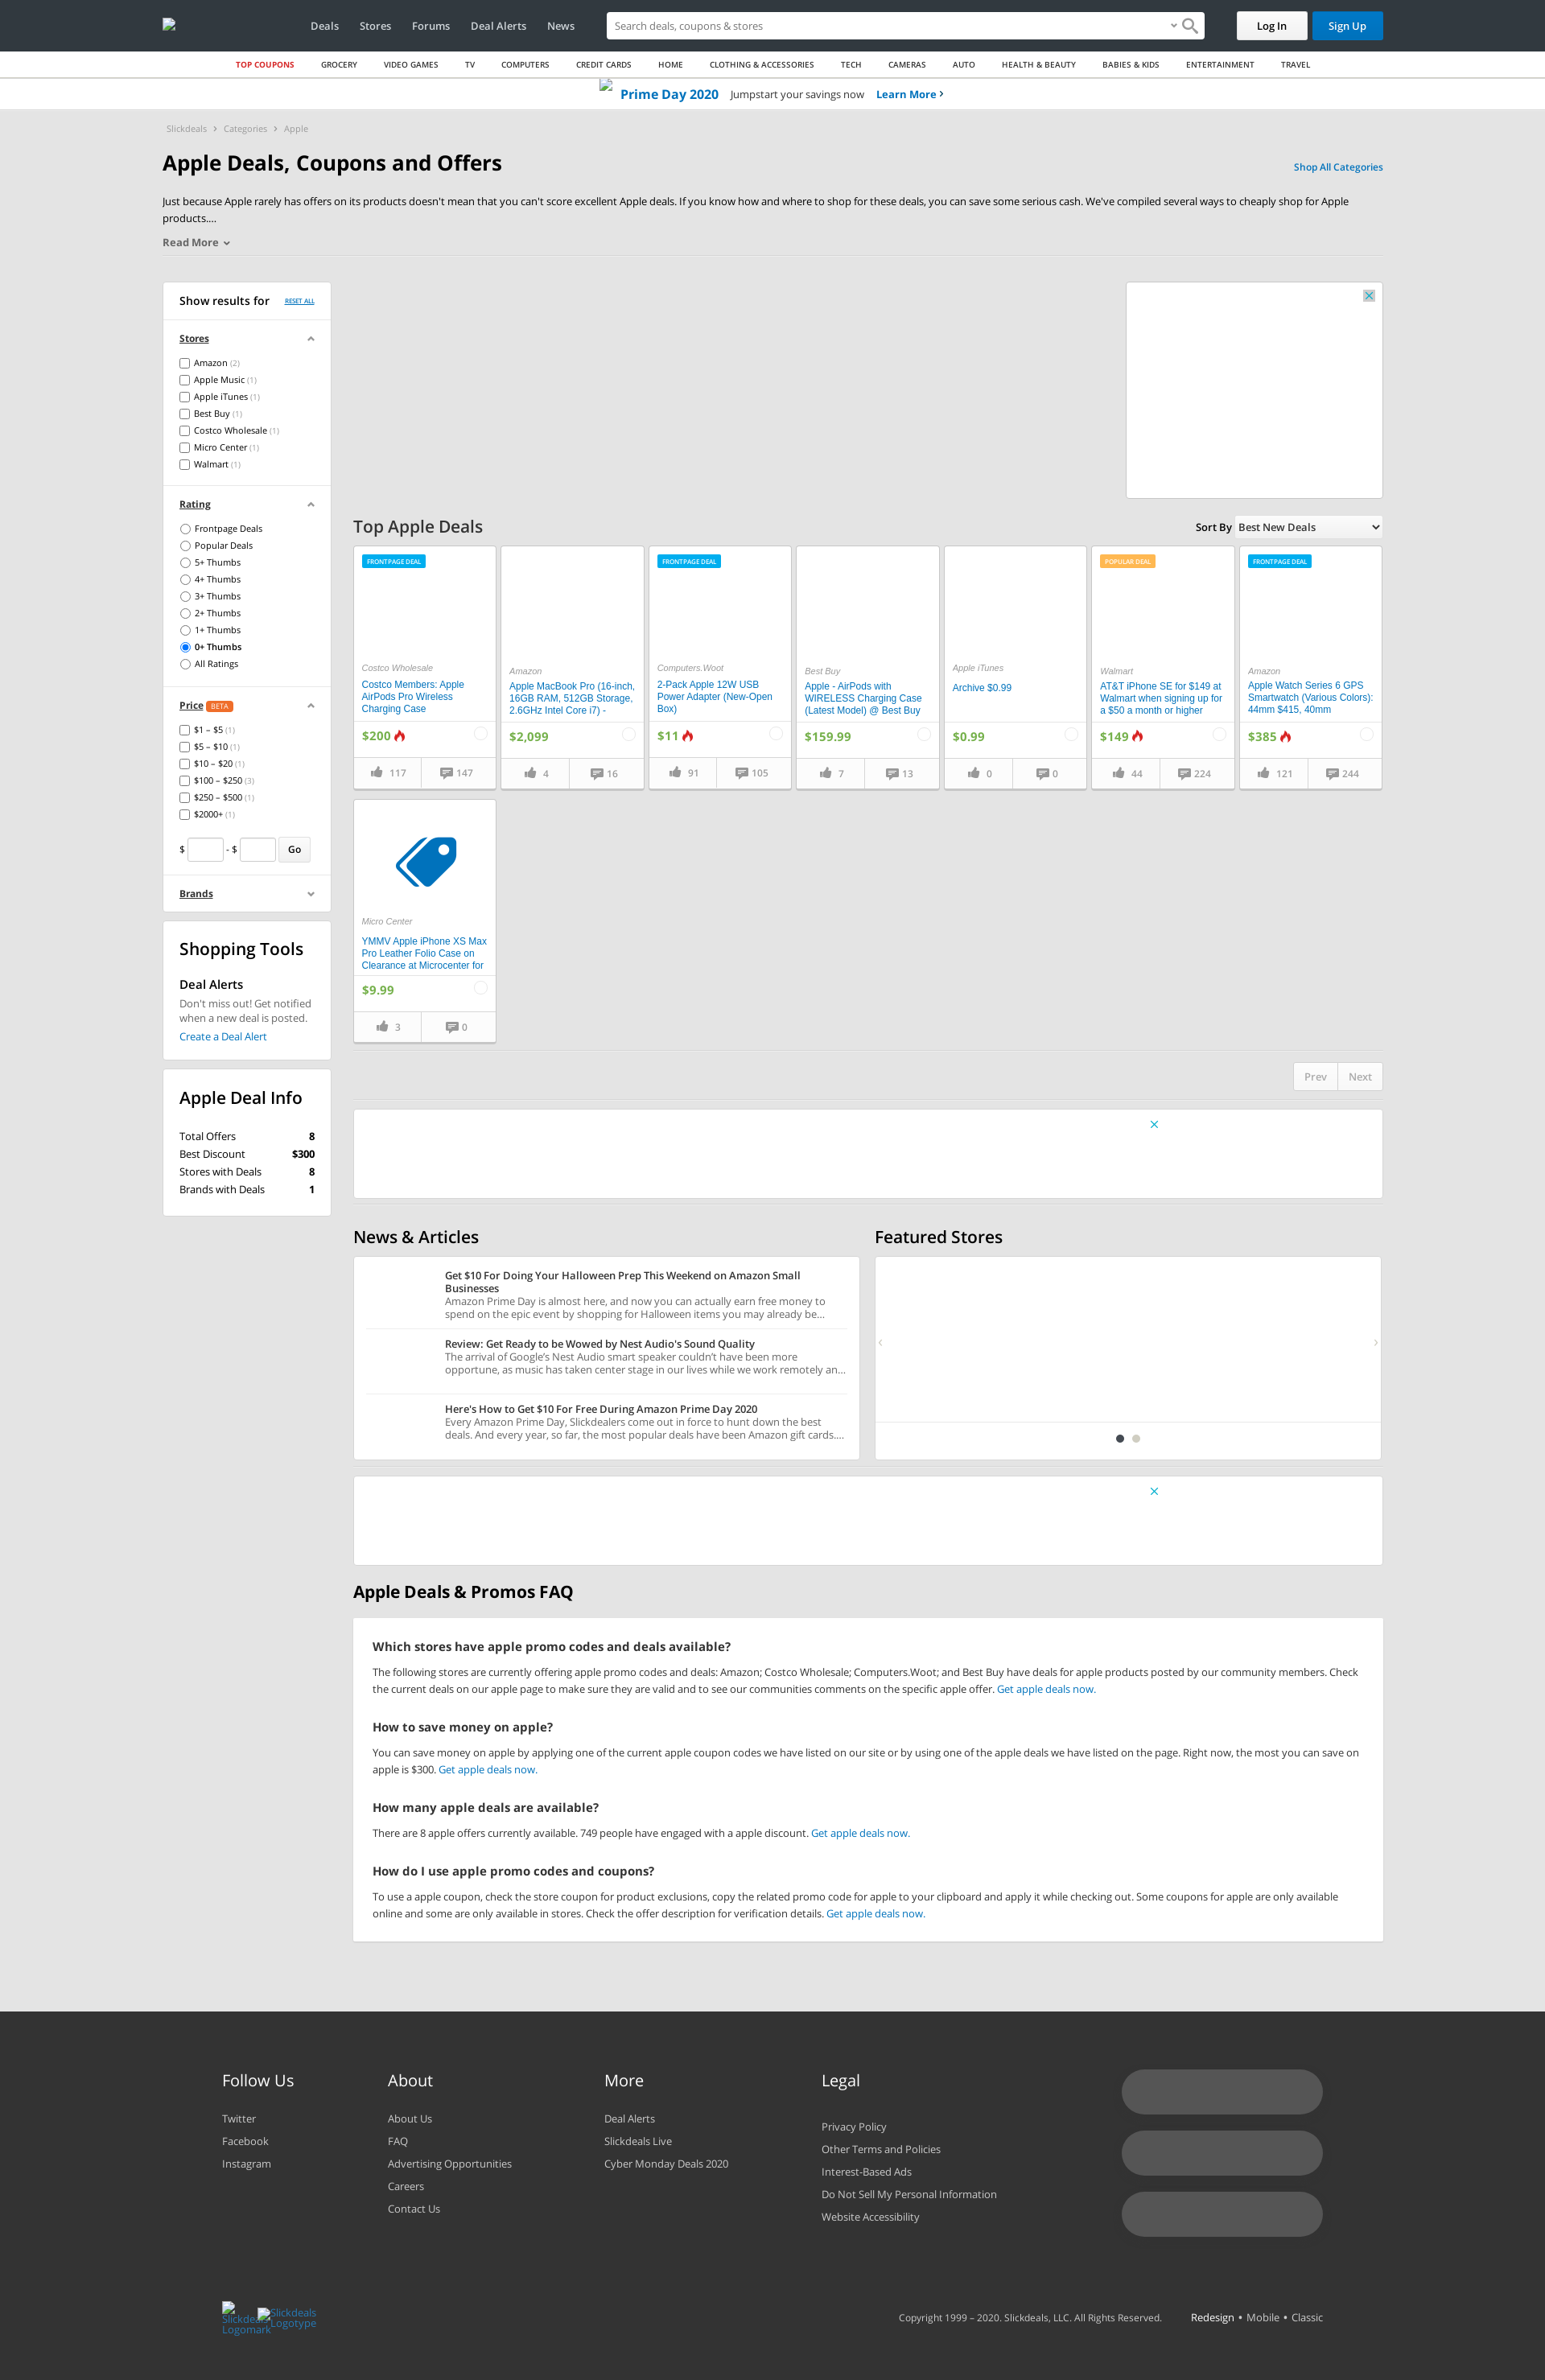 Deals Stores Forums Deal Alerts News
Search deals, coupons & stores
Log In Sign Up
TOP COUPONS GROCERY VIDEO GAMES TV COMPUTERS CREDIT CARDS HOME CLOTHING & ACCESSORIES TECH CAMERAS AUTO HEALTH & BEAUTY BABIES & KIDS ENTERTAINMENT TRAVEL
Prime Day 2020 Jumpstart your savings now Learn More ›
Slickdeals › Categories › Apple
Apple Deals, Coupons and Offers
Shop All Categories
Just because Apple rarely has offers on its products doesn't mean that you can't score excellent Apple deals. If you know how and where to shop for these deals, you can save some serious cash. We've compiled several ways to cheaply shop for Apple
products....
Read More
Show results for RESET ALL
Stores
Amazon (2)
Apple Music (1)
Apple iTunes (1)
Best Buy (1)
Costco Wholesale (1)
Micro Center (1)
Walmart (1)
Rating
Frontpage Deals
Popular Deals
5+ Thumbs
4+ Thumbs
3+ Thumbs
2+ Thumbs
1+ Thumbs
0+ Thumbs
All Ratings
Price BETA
$1 – $5 (1)
$5 – $10 (1)
$10 – $20 (1)
$100 – $250 (3)
$250 – $500 (1)
$2000+ (1)
$ - $ Go
Brands
Shopping Tools
Deal Alerts
Don't miss out! Get notified
when a new deal is posted.
Create a Deal Alert
Apple Deal Info
Total Offers 8
Best Discount $300
Stores with Deals 8
Brands with Deals 1
Top Apple Deals
Sort By Best New Deals
FRONTPAGE DEAL
Costco Wholesale
Costco Members: Apple
AirPods Pro Wireless
Charging Case
$200
117 147
Amazon
Apple MacBook Pro (16-inch,
16GB RAM, 512GB Storage,
2.6GHz Intel Core i7) -
$2,099
4 16
FRONTPAGE DEAL
Computers.Woot
2-Pack Apple 12W USB
Power Adapter (New-Open
Box)
$11
91 105
Best Buy
Apple - AirPods with
WIRELESS Charging Case
(Latest Model) @ Best Buy
$159.99
7 13
Apple iTunes
Archive $0.99
$0.99
0 0
POPULAR DEAL
Walmart
AT&T iPhone SE for $149 at
Walmart when signing up for
a $50 a month or higher
$149
44 224
FRONTPAGE DEAL
Amazon
Apple Watch Series 6 GPS
Smartwatch (Various Colors):
44mm $415, 40mm
$385
121 244
Micro Center
YMMV Apple iPhone XS Max
Pro Leather Folio Case on
Clearance at Microcenter for
$9.99
3 0
Prev Next
News & Articles
Get $10 For Doing Your Halloween Prep This Weekend on Amazon Small
Businesses
Amazon Prime Day is almost here, and now you can actually earn free money to
spend on the epic event by shopping for Halloween items you may already be...
Review: Get Ready to be Wowed by Nest Audio's Sound Quality
The arrival of Google’s Nest Audio smart speaker couldn’t have been more
opportune, as music has taken center stage in our lives while we work remotely an...
Here's How to Get $10 For Free During Amazon Prime Day 2020
Every Amazon Prime Day, Slickdealers come out in force to hunt down the best
deals. And every year, so far, the most popular deals have been Amazon gift cards....
Featured Stores
Apple Deals & Promos FAQ
Which stores have apple promo codes and deals available?
The following stores are currently offering apple promo codes and deals: Amazon; Costco Wholesale; Computers.Woot; and Best Buy have deals for apple products posted by our community members. Check
the current deals on our apple page to make sure they are valid and to see our communities comments on the specific apple offer. Get apple deals now.
How to save money on apple?
You can save money on apple by applying one of the current apple coupon codes we have listed on our site or by using one of the apple deals we have listed on the page. Right now, the most you can save on
apple is $300. Get apple deals now.
How many apple deals are available?
There are 8 apple offers currently available. 749 people have engaged with a apple discount. Get apple deals now.
How do I use apple promo codes and coupons?
To use a apple coupon, check the store coupon for product exclusions, copy the related promo code for apple to your clipboard and apply it while checking out. Some coupons for apple are only available
online and some are only available in stores. Check the offer description for verification details. Get apple deals now.
Follow Us
Twitter
Facebook
Instagram
About
About Us
FAQ
Advertising Opportunities
Careers
Contact Us
More
Deal Alerts
Slickdeals Live
Cyber Monday Deals 2020
Legal
Privacy Policy
Other Terms and Policies
Interest-Based Ads
Do Not Sell My Personal Information
Website Accessibility
Slickdeals
Logomark
Slickdeals
Logotype
Copyright 1999 – 2020. Slickdeals, LLC. All Rights Reserved. Redesign • Mobile • Classic